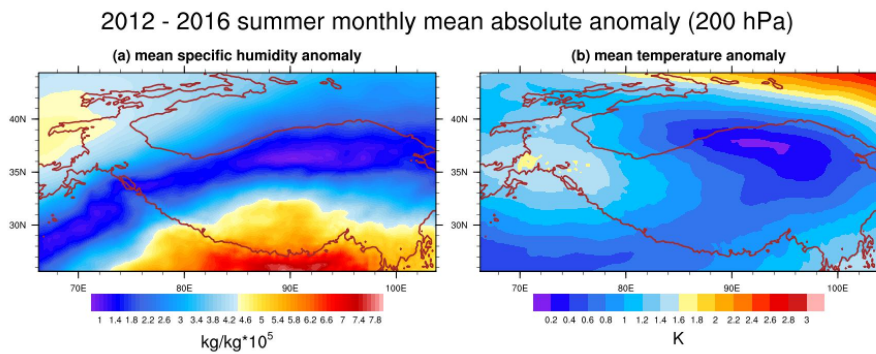 2012 - 2016 summer monthly mean absolute anomaly (200 hPa)
(a) mean specific humidity anomaly
(b) mean temperature anomaly
40N
35N
30N
70E 80E 90E 100E
40N
35N
30N
70E 80E 90E 100E
1 1.4 1.8 2.2 2.6 3 3.4 3.8 4.2 4.6 5 5.4 5.8 6.2 6.6 7 7.4 7.8
kg/kg*10⁵
0.2 0.4 0.6 0.8 1 1.2 1.4 1.6 1.8 2 2.2 2.4 2.6 2.8 3
K